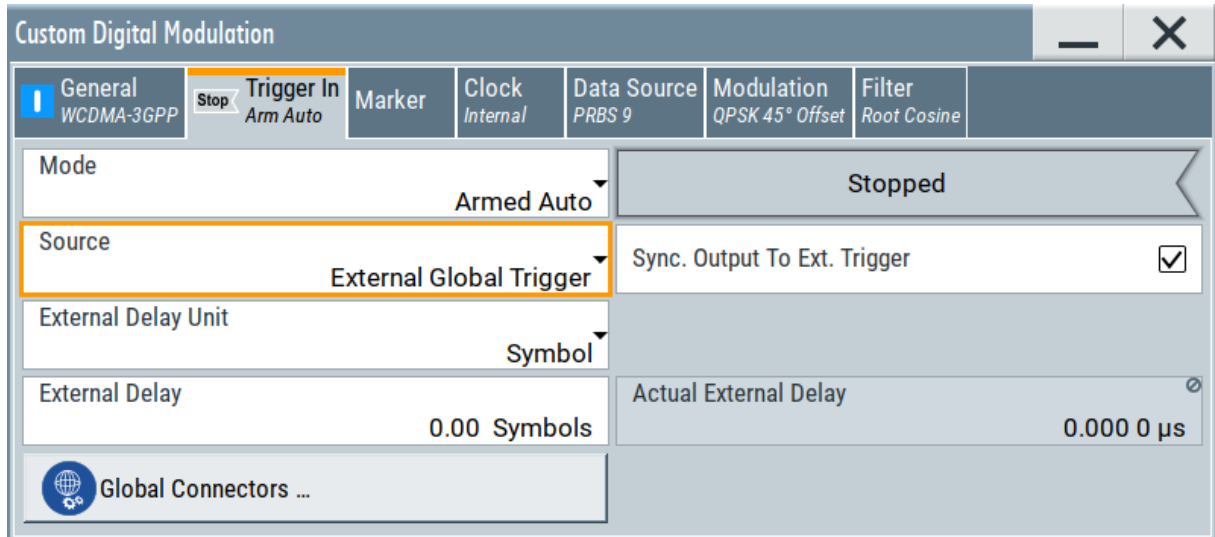 Custom Digital Modulation
General
WCDMA-3GPP
Stop
Trigger In
Arm Auto
Marker
Clock
Internal
Data Source
PRBS 9
Modulation
QPSK 45° Offset
Filter
Root Cosine
Mode
Armed Auto
Stopped
Source
External Global Trigger
Sync. Output To Ext. Trigger
External Delay Unit
Symbol
External Delay
0.00 Symbols
Actual External Delay
0.000 0 µs
Global Connectors ...